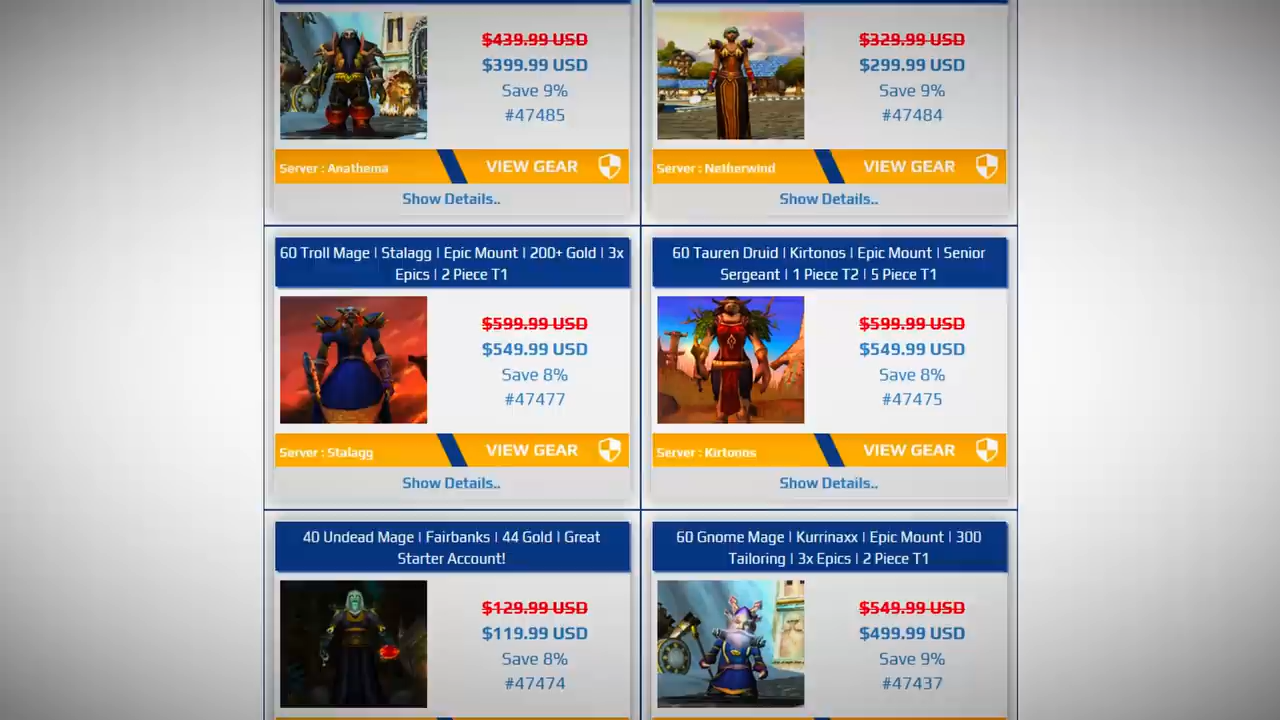 $439.99 USD
$399.99 USD
Save 9%
#47485
Server : Anathema
VIEW GEAR
Show Details..
$329.99 USD
$299.99 USD
Save 9%
#47484
Server : Netherwind
VIEW GEAR
Show Details..
60 Troll Mage | Stalagg | Epic Mount | 200+ Gold | 3x
Epics | 2 Piece T1
$599.99 USD
$549.99 USD
Save 8%
#47477
Server : Stalagg
VIEW GEAR
Show Details..
60 Tauren Druid | Kirtonos | Epic Mount | Senior
Sergeant | 1 Piece T2 | 5 Piece T1
$599.99 USD
$549.99 USD
Save 8%
#47475
Server : Kirtonos
VIEW GEAR
Show Details..
40 Undead Mage | Fairbanks | 44 Gold | Great
Starter Account!
$129.99 USD
$119.99 USD
Save 8%
#47474
60 Gnome Mage | Kurrinaxx | Epic Mount | 300
Tailoring | 3x Epics | 2 Piece T1
$549.99 USD
$499.99 USD
Save 9%
#47437